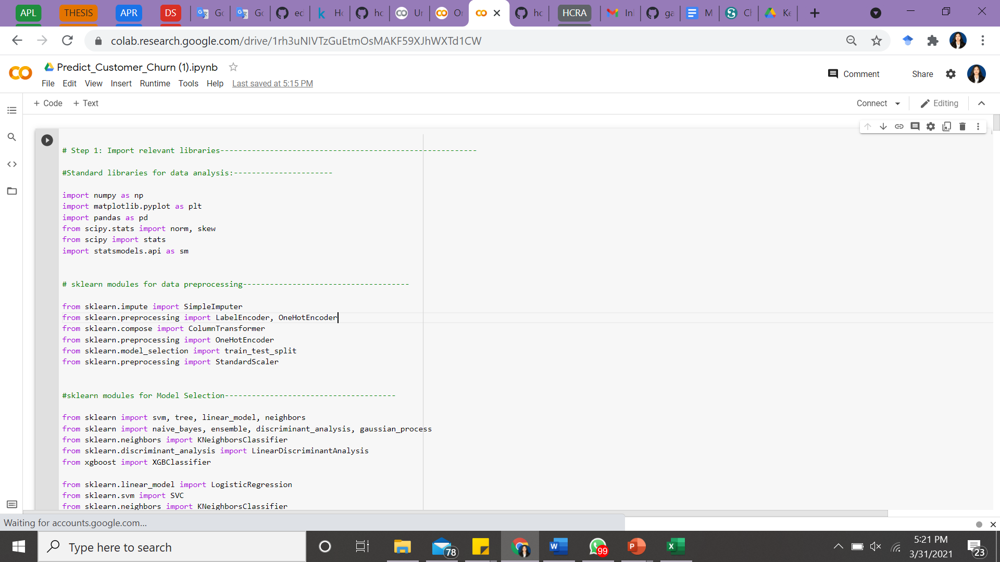 APL THESIS APR DS Go Go ed Ho hc Ur Or hc HCRA In ga M Ch Ke
colab.research.google.com/drive/1rh3uNIVTzGuEtmOsMAKF59XJhWXTd1CW
Predict_Customer_Churn (1).ipynb
File Edit View Insert Runtime Tools Help Last saved at 5:15 PM
Comment Share
+ Code + Text
Connect Editing
# Step 1: Import relevant libraries---------------------------------------------------------
#Standard libraries for data analysis:----------------------
import numpy as np
import matplotlib.pyplot as plt
import pandas as pd
from scipy.stats import norm, skew
from scipy import stats
import statsmodels.api as sm
# sklearn modules for data preprocessing-------------------------------------
from sklearn.impute import SimpleImputer
from sklearn.preprocessing import LabelEncoder, OneHotEncoder
from sklearn.compose import ColumnTransformer
from sklearn.preprocessing import OneHotEncoder
from sklearn.model_selection import train_test_split
from sklearn.preprocessing import StandardScaler
#sklearn modules for Model Selection--------------------------------------
from sklearn import svm, tree, linear_model, neighbors
from sklearn import naive_bayes, ensemble, discriminant_analysis, gaussian_process
from sklearn.neighbors import KNeighborsClassifier
from sklearn.discriminant_analysis import LinearDiscriminantAnalysis
from xgboost import XGBClassifier
from sklearn.linear_model import LogisticRegression
from sklearn.svm import SVC
from sklearn.neighbors import KNeighborsClassifier
Waiting for accounts.google.com...
Type here to search
78
99
5:21 PM
3/31/2021
23